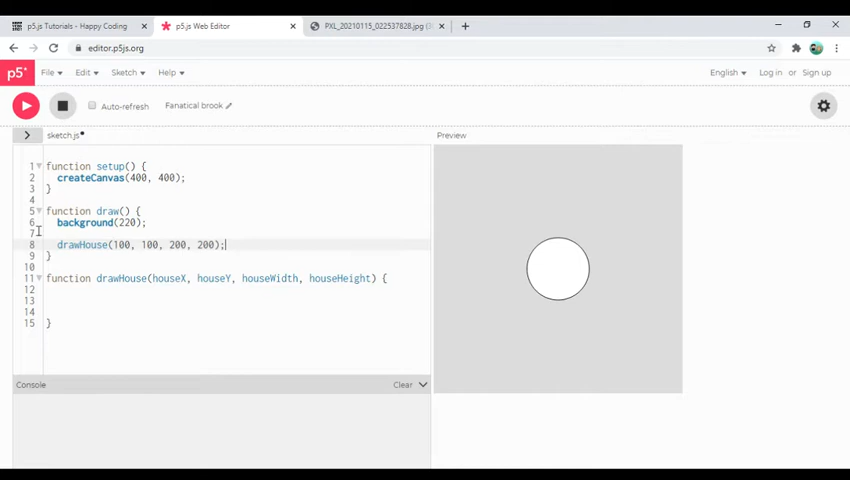 p5.js Tutorials - Happy Coding
p5.js Web Editor
PXL_20210115_022537828.jpg
editor.p5js.org
p5* File Edit Sketch Help English Log in or Sign up
Auto-refresh Fanatical brook
sketch.js Preview
1 function setup() {
2 createCanvas(400, 400);
3 }
4
5 function draw() {
6 background(220);
7
8 drawHouse(100, 100, 200, 200);
9 }
10
11 function drawHouse(houseX, houseY, houseWidth, houseHeight) {
12
13
14
15 }
Console Clear